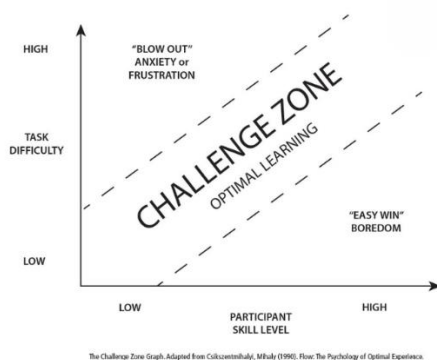 HIGH
"BLOW OUT"
ANXIETY or
FRUSTRATION
TASK
DIFFICULTY
CHALLENGE ZONE
OPTIMAL LEARNING
"EASY WIN"
BOREDOM
LOW
LOW
HIGH
PARTICIPANT
SKILL LEVEL
The Challenge Zone Graph. Adapted from Csikszentmihalyi, Mihaly (1990). Flow: The Psychology of Optimal Experience.